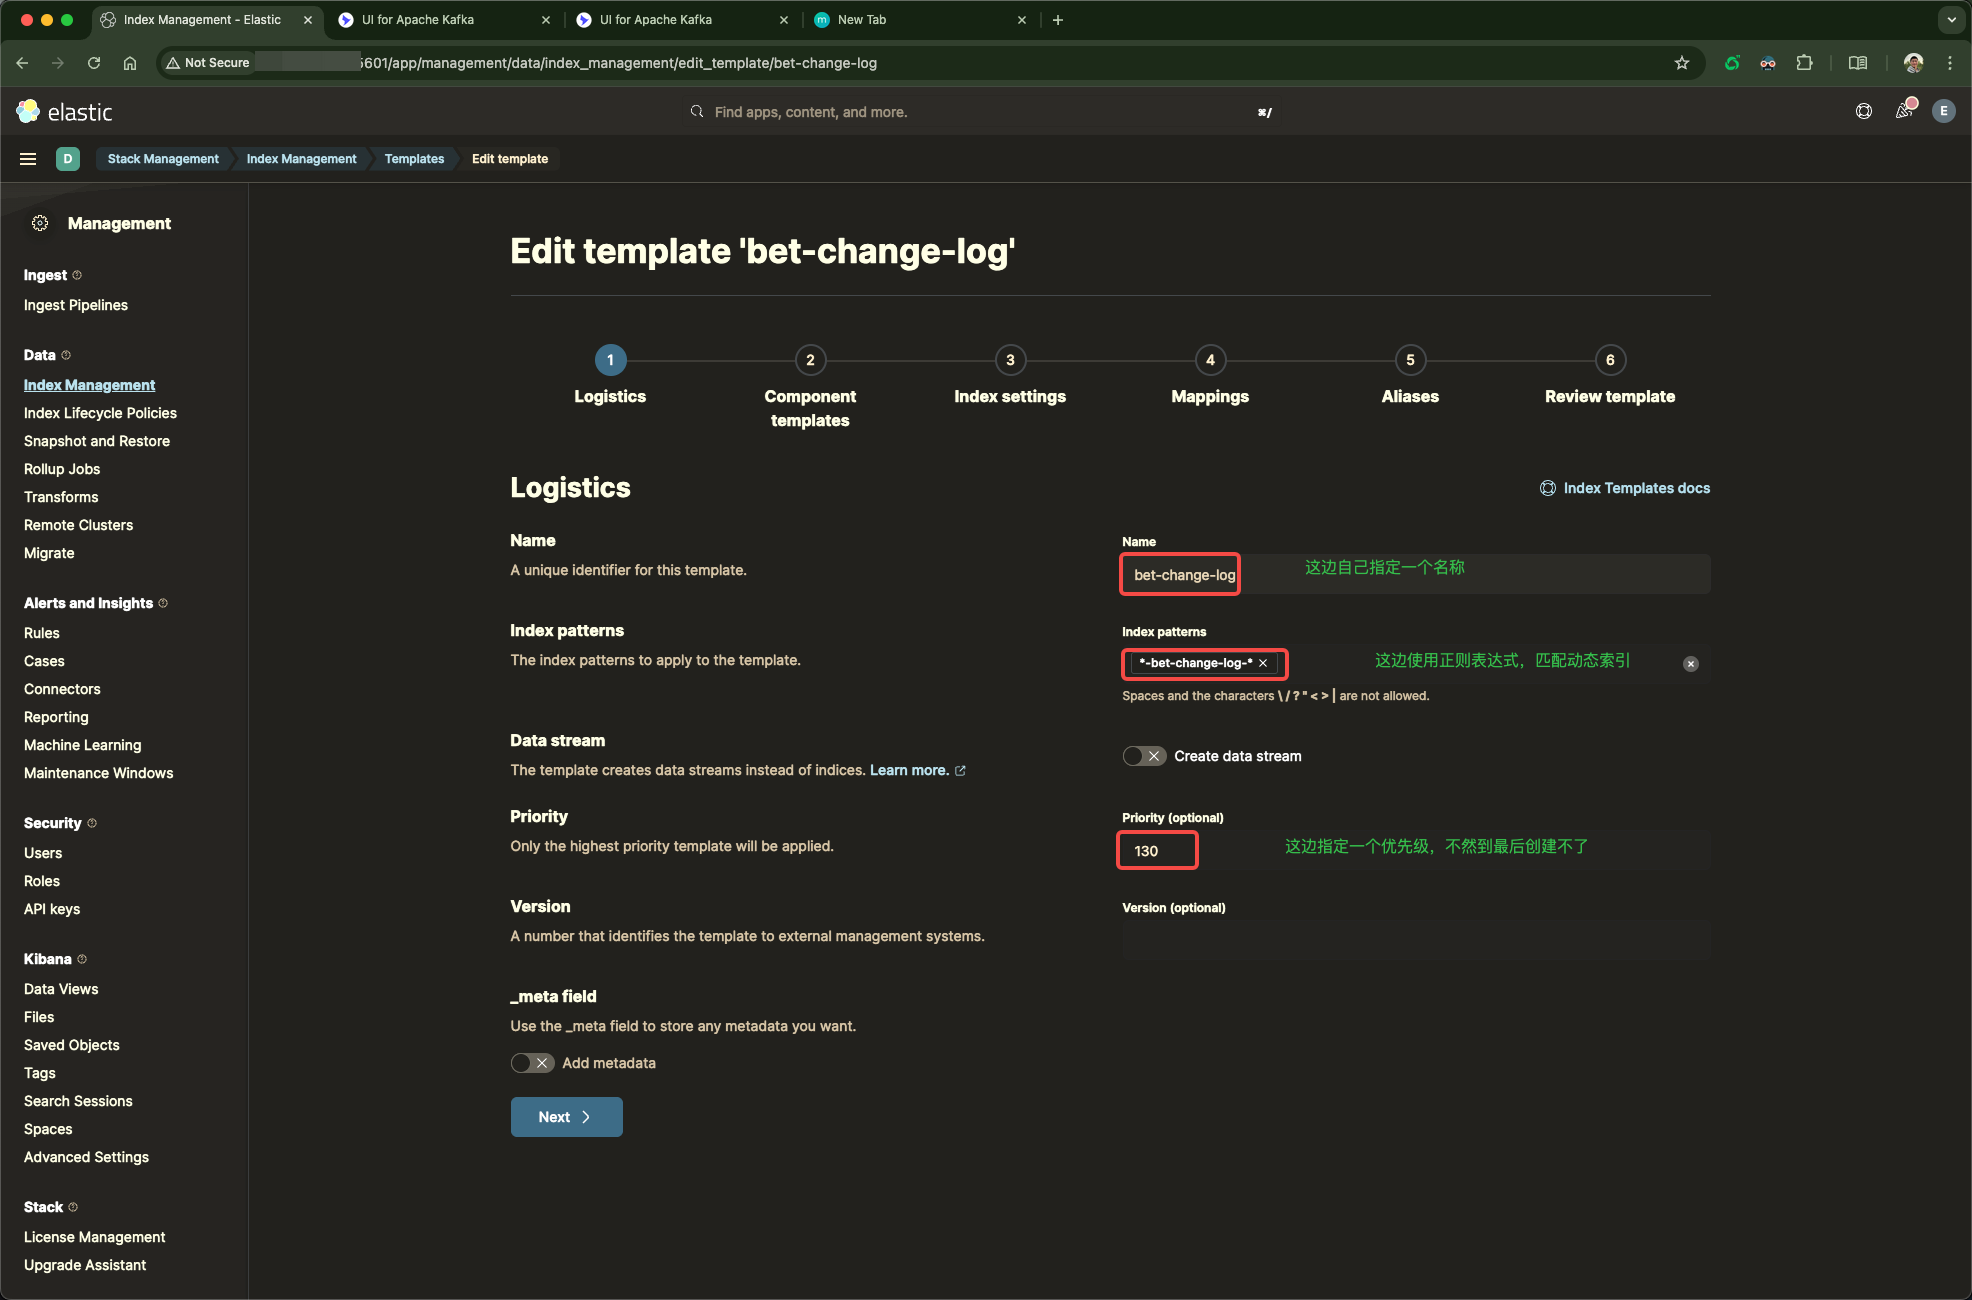 Index Management - Elastic
UI for Apache Kafka
UI for Apache Kafka
New Tab
Not Secure
5601/app/management/data/index_management/edit_template/bet-change-log
elastic
Find apps, content, and more.
⌘/
E
D
Stack Management
Index Management
Templates
Edit template
Management
Ingest
Ingest Pipelines
Data
Index Management
Index Lifecycle Policies
Snapshot and Restore
Rollup Jobs
Transforms
Remote Clusters
Migrate
Alerts and Insights
Rules
Cases
Connectors
Reporting
Machine Learning
Maintenance Windows
Security
Users
Roles
API keys
Kibana
Data Views
Files
Saved Objects
Tags
Search Sessions
Spaces
Advanced Settings
Stack
License Management
Upgrade Assistant
Edit template 'bet-change-log'
1
2
3
4
5
6
Logistics
Component
templates
Index settings
Mappings
Aliases
Review template
Logistics
Index Templates docs
Name
A unique identifier for this template.
Name
bet-change-log
这边自己指定一个名称
Index patterns
The index patterns to apply to the template.
Index patterns
*-bet-change-log-*
这边使用正则表达式，匹配动态索引
Spaces and the characters \ / ? " < > | are not allowed.
Data stream
The template creates data streams instead of indices. Learn more.
Create data stream
Priority
Only the highest priority template will be applied.
Priority (optional)
130
这边指定一个优先级，不然到最后创建不了
Version
A number that identifies the template to external management systems.
Version (optional)
_meta field
Use the _meta field to store any metadata you want.
Add metadata
Next